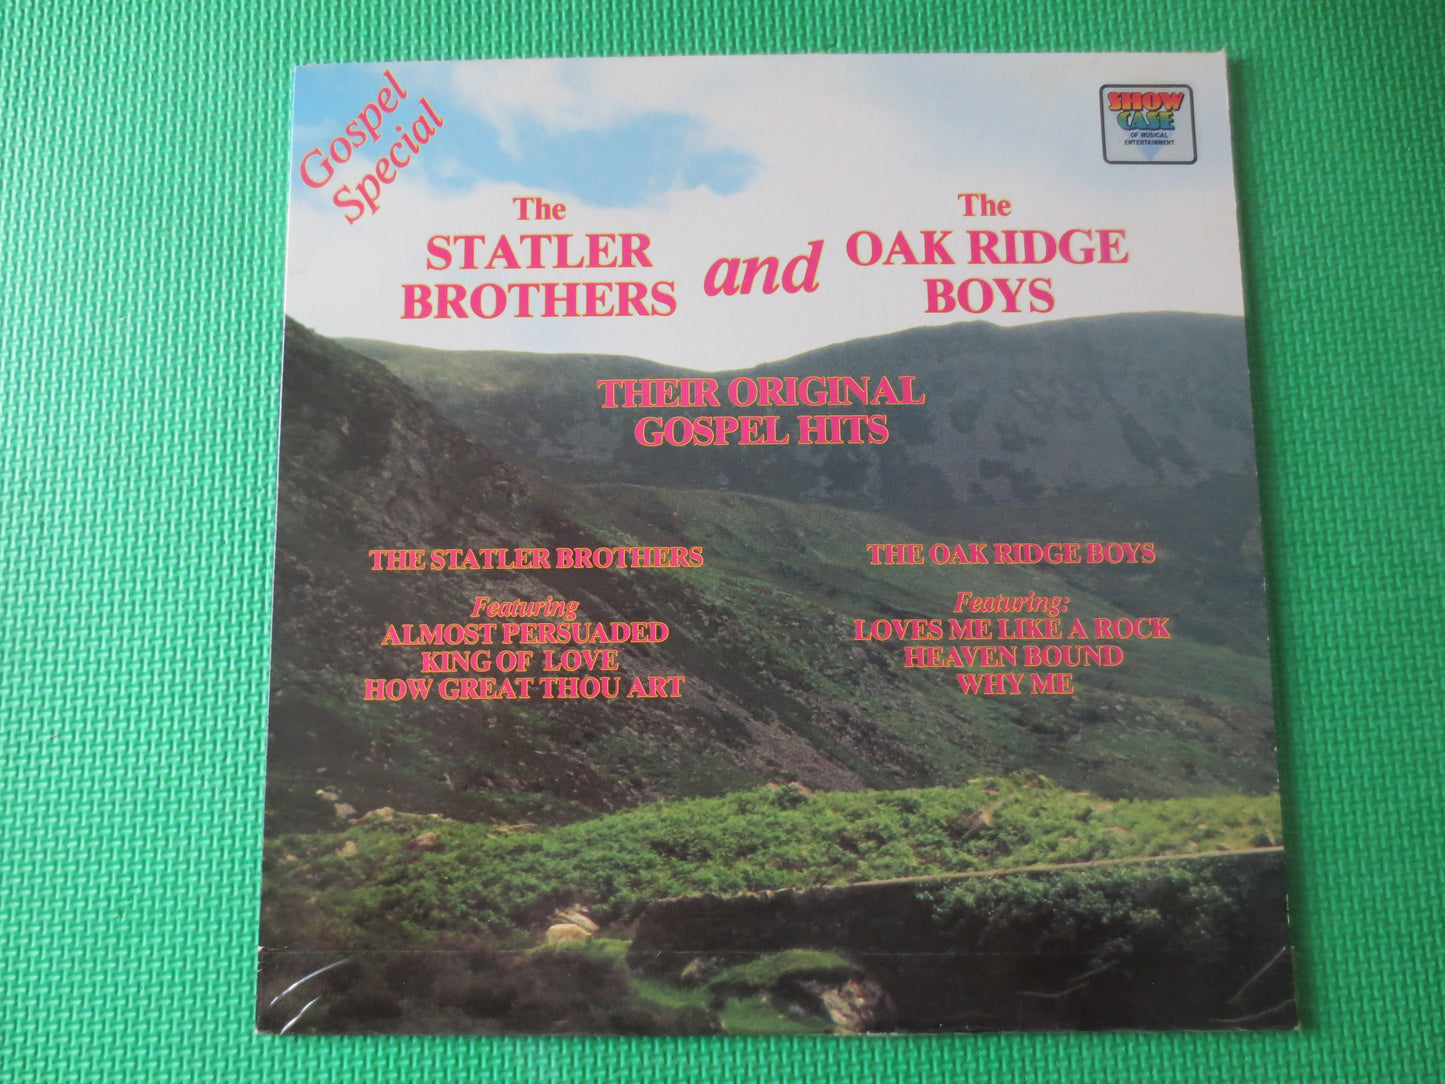 Gospel
Special
SHOW
CASE
OF MUSICAL
ENTERTAINMENT
The
STATLER
BROTHERS
and
The
OAK RIDGE
BOYS
THEIR ORIGINAL
GOSPEL HITS
THE STATLER BROTHERS
Featuring
ALMOST PERSUADED
KING OF LOVE
HOW GREAT THOU ART
THE OAK RIDGE BOYS
Featuring:
LOVES ME LIKE A ROCK
HEAVEN BOUND
WHY ME